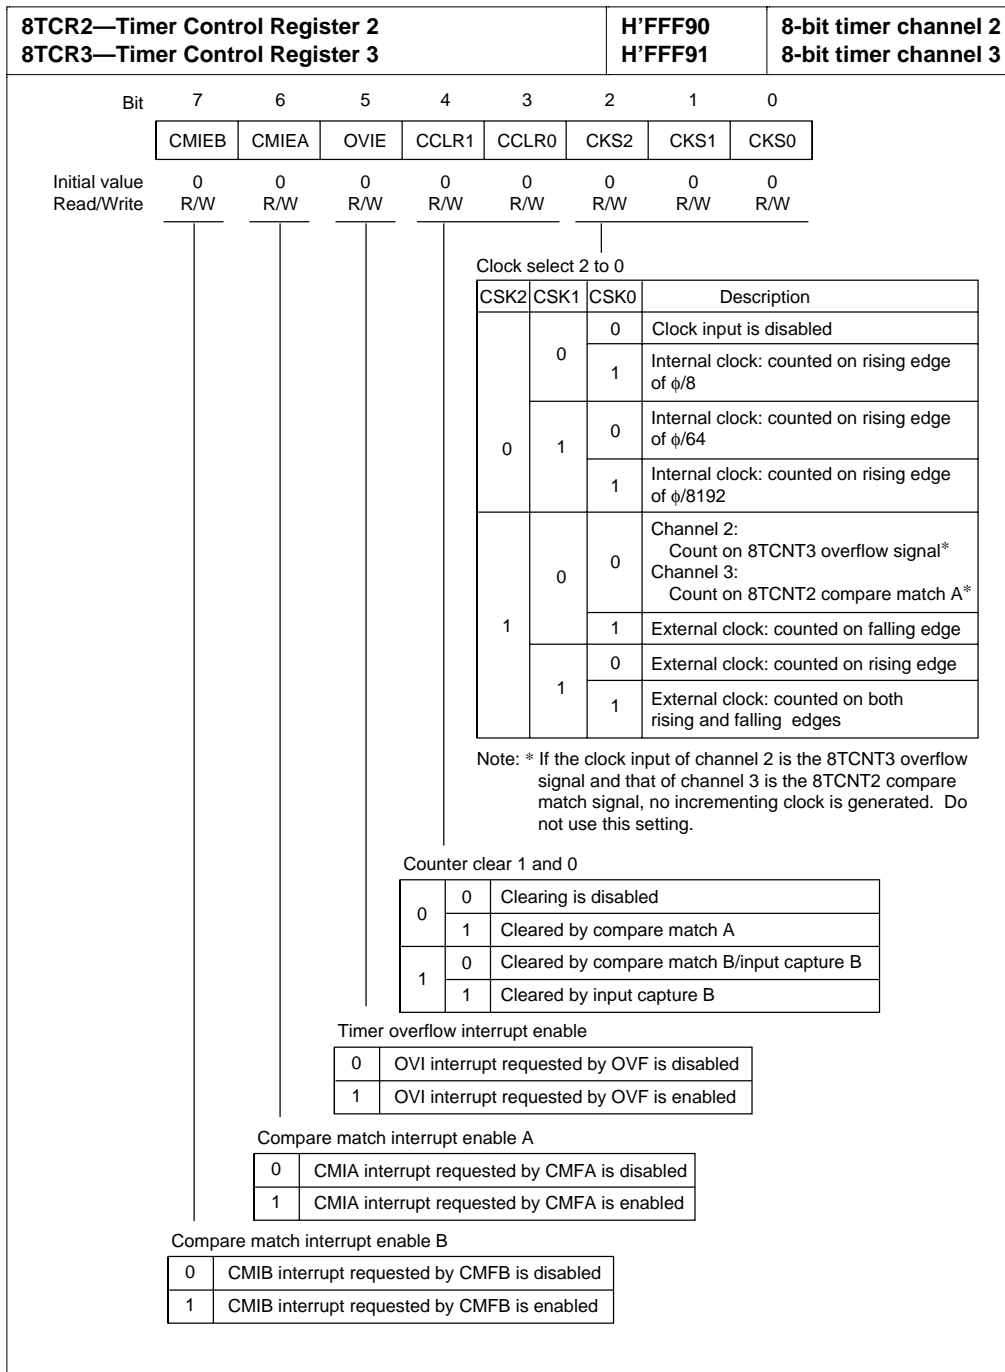 8TCR2—Timer Control Register 2 H'FFF90 8-bit timer channel 2
8TCR3—Timer Control Register 3 H'FFF91 8-bit timer channel 3
Bit 7 6 5 4 3 2 1 0
CMIEB CMIEA OVIE CCLR1 CCLR0 CKS2 CKS1 CKS0
Initial value 0 0 0 0 0 0 0 0
Read/Write R/W R/W R/W R/W R/W R/W R/W R/W
Clock select 2 to 0
CSK2 CSK1 CSK0 Description
0 Clock input is disabled
0
1 Internal clock: counted on rising edge
of ϕ/8
0 Internal clock: counted on rising edge
of ϕ/64
0 1
1 Internal clock: counted on rising edge
of ϕ/8192
Channel 2:
Count on 8TCNT3 overflow signal*
0 0
Channel 3:
Count on 8TCNT2 compare match A*
1
1 External clock: counted on falling edge
0 External clock: counted on rising edge
1
1 External clock: counted on both
rising and falling edges
Note: * If the clock input of channel 2 is the 8TCNT3 overflow
signal and that of channel 3 is the 8TCNT2 compare
match signal, no incrementing clock is generated. Do
not use this setting.
Counter clear 1 and 0
0 0 Clearing is disabled
1 Cleared by compare match A
1 0 Cleared by compare match B/input capture B
1 Cleared by input capture B
Timer overflow interrupt enable
0 OVI interrupt requested by OVF is disabled
1 OVI interrupt requested by OVF is enabled
Compare match interrupt enable A
0 CMIA interrupt requested by CMFA is disabled
1 CMIA interrupt requested by CMFA is enabled
Compare match interrupt enable B
0 CMIB interrupt requested by CMFB is disabled
1 CMIB interrupt requested by CMFB is enabled